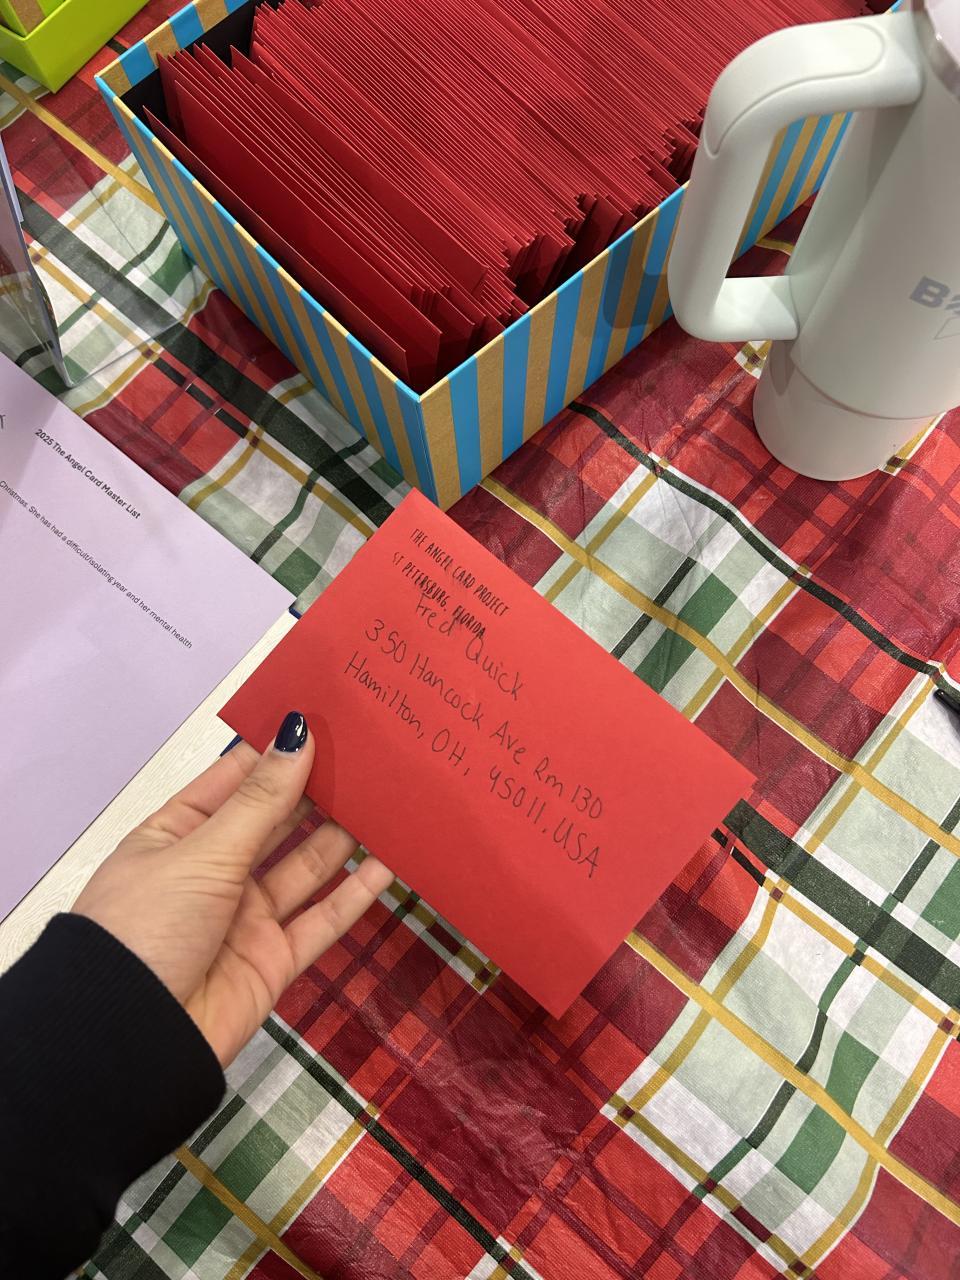 2025 The Angel Card Master List
Christmas. She has had a difficult/isolating year and her mental health
THE ANGEL CARD PROJECT
ST PETERSBURG, FLORIDA
Fred Quick
350 Hancock Ave Rm 130
Hamilton, OH, 45011, USA